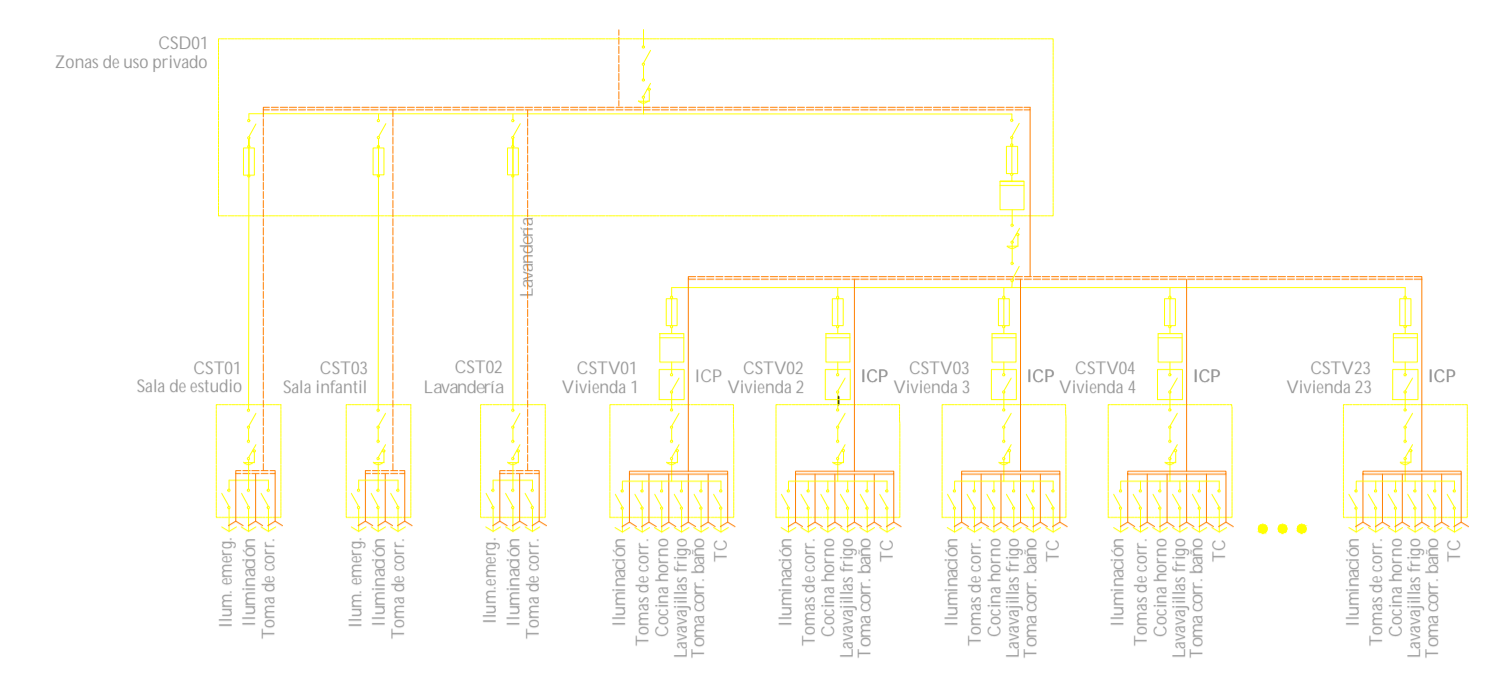 CSD01
Zonas de uso privado
Lavandería
CST01
Sala de estudio
CST03
Sala infantil
CST02
Lavandería
CSTV01
Vivienda 1
ICP
CSTV02
Vivienda 2
ICP
CSTV03
Vivienda 3
ICP
CSTV04
Vivienda 4
ICP
CSTV23
Vivienda 23
ICP
Ilum. emerg.
Iluminación
Toma de corr.
Ilum. emerg.
Iluminación
Toma de corr.
Ilum.emerg.
Iluminación
Toma de corr.
Iluminación
Tomas de corr.
Cocina horno
Lavavajillas frigo
Toma corr. baño
TC
Iluminación
Tomas de corr.
Cocina horno
Lavavajillas frigo
Toma corr. baño
TC
Iluminación
Tomas de corr.
Cocina horno
Lavavajillas frigo
Toma corr. baño
TC
Iluminación
Tomas de corr.
Cocina horno
Lavavajillas frigo
Toma corr. baño
TC
Iluminación
Tomas de corr.
Cocina horno
Lavavajillas frigo
Toma corr. baño
TC